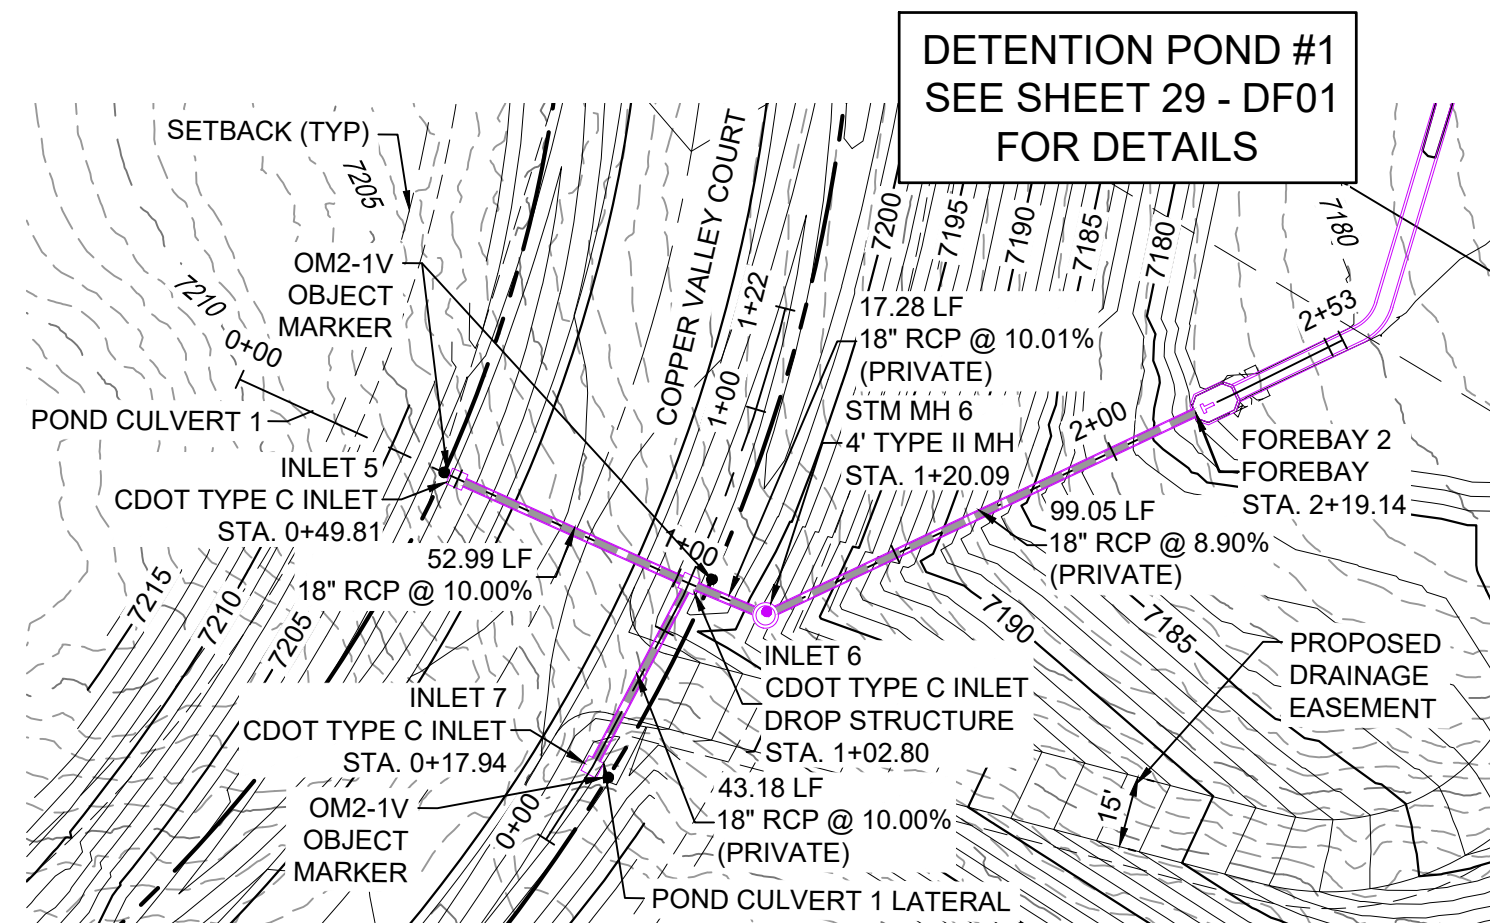 DETENTION POND #1
SEE SHEET 29 - DF01
FOR DETAILS
SETBACK (TYP)
7205
COPPER VALLEY COURT
7200
7195
7190
7185
7180
7180
OM2-1V
OBJECT
MARKER
7210
0+00
1+22
1+00
17.28 LF
18" RCP @ 10.01%
(PRIVATE)
2+53
POND CULVERT 1
STM MH 6
4' TYPE II MH
STA. 1+20.09
2+00
FOREBAY 2
FOREBAY
STA. 2+19.14
INLET 5
CDOT TYPE C INLET
STA. 0+49.81
52.99 LF
18" RCP @ 10.00%
1+00
99.05 LF
18" RCP @ 8.90%
(PRIVATE)
7215
7210
7205
7190
7185
INLET 6
CDOT TYPE C INLET
DROP STRUCTURE
STA. 1+02.80
PROPOSED
DRAINAGE
EASEMENT
INLET 7
CDOT TYPE C INLET
STA. 0+17.94
43.18 LF
18" RCP @ 10.00%
(PRIVATE)
15'
OM2-1V
OBJECT
MARKER
0+00
POND CULVERT 1 LATERAL